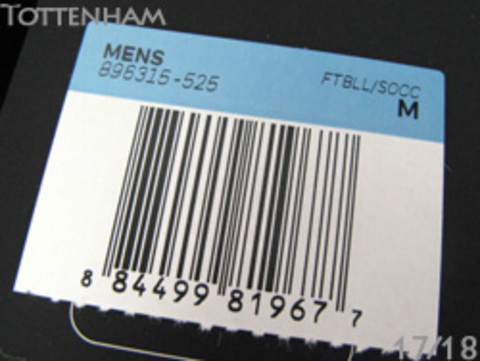 TOTTENHAM
MENS
896315-525
FTBLL/SOCC
M
8 84499 81967 7
17/18